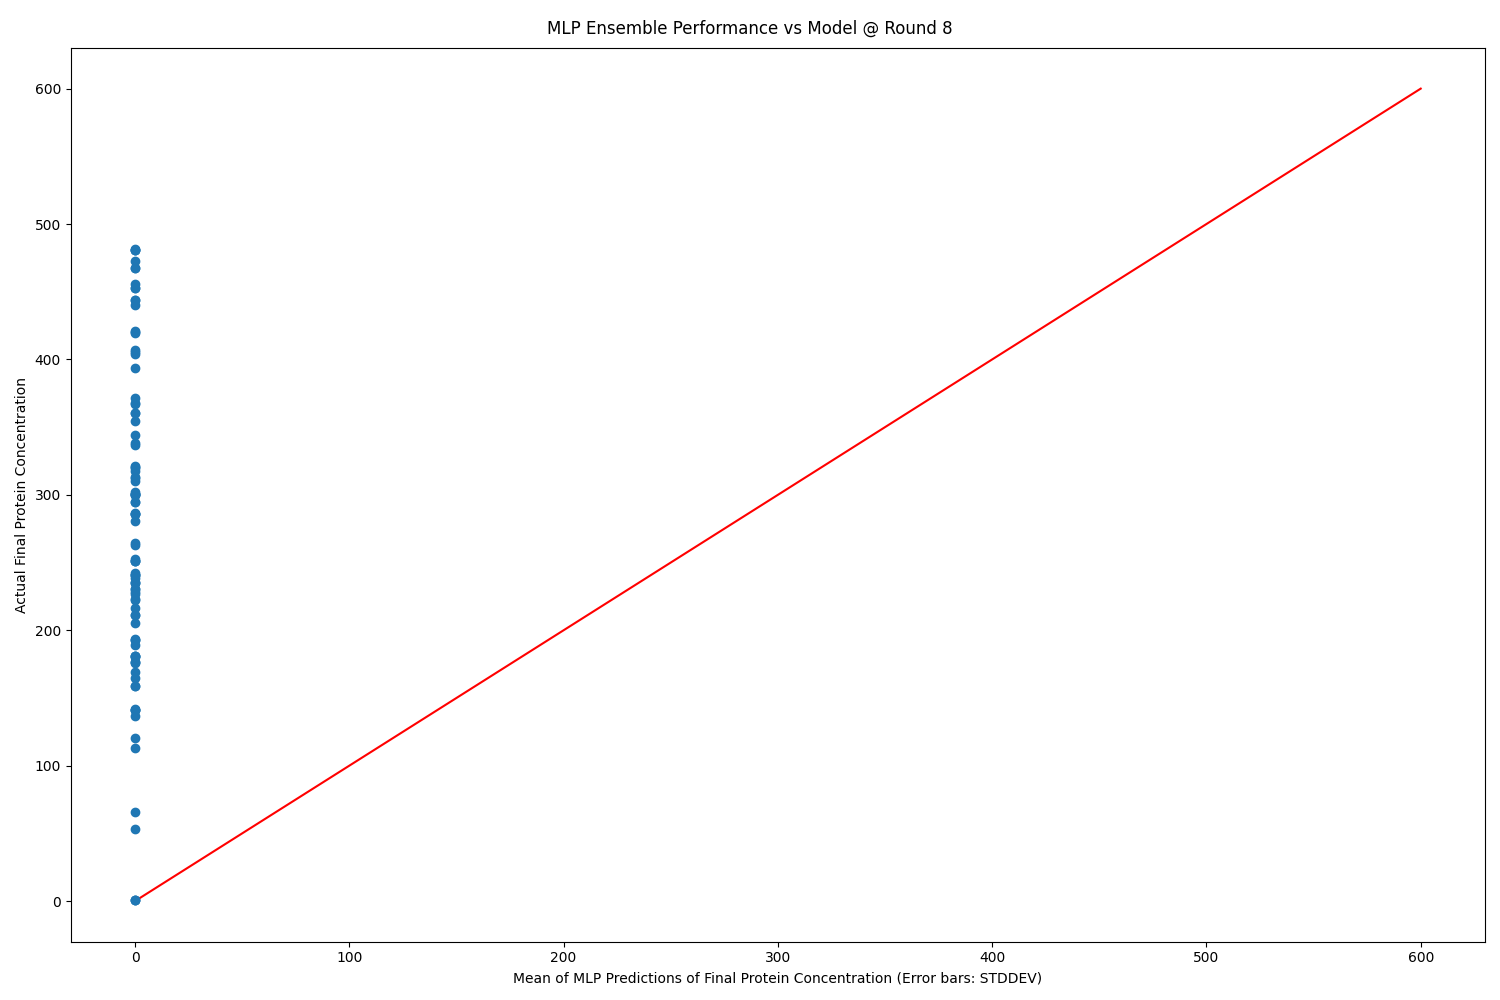 MLP Ensemble Performance vs Model @ Round 8
600
500
400
300
200
100
0
Actual Final Protein Concentration
0 100 200 300 400 500 600
Mean of MLP Predictions of Final Protein Concentration (Error bars: STDDEV)